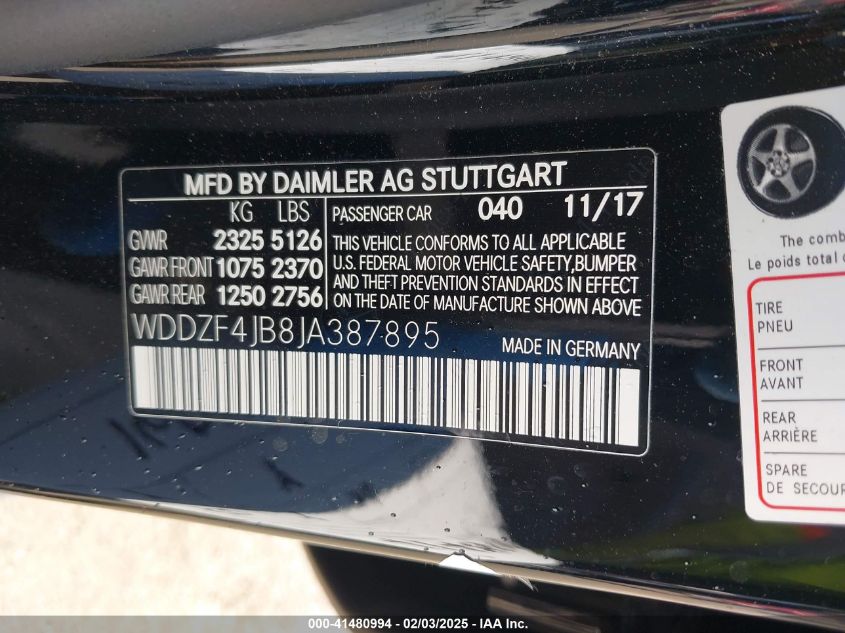 MFD BY DAIMLER AG STUTTGART
KG LBS
GVWR 2325 5126
GAWR FRONT 1075 2370
GAWR REAR 1250 2756
PASSENGER CAR 040 11/17
THIS VEHICLE CONFORMS TO ALL APPLICABLE
U.S. FEDERAL MOTOR VEHICLE SAFETY,BUMPER
AND THEFT PREVENTION STANDARDS IN EFFECT
ON THE DATE OF MANUFACTURE SHOWN ABOVE
WDDZF4JB8JA387895
MADE IN GERMANY
The comb
Le poids total
TIRE
PNEU
FRONT
AVANT
REAR
ARRIÈRE
SPARE
DE SECOUR
000-41480994 - 02/03/2025 - IAA Inc.